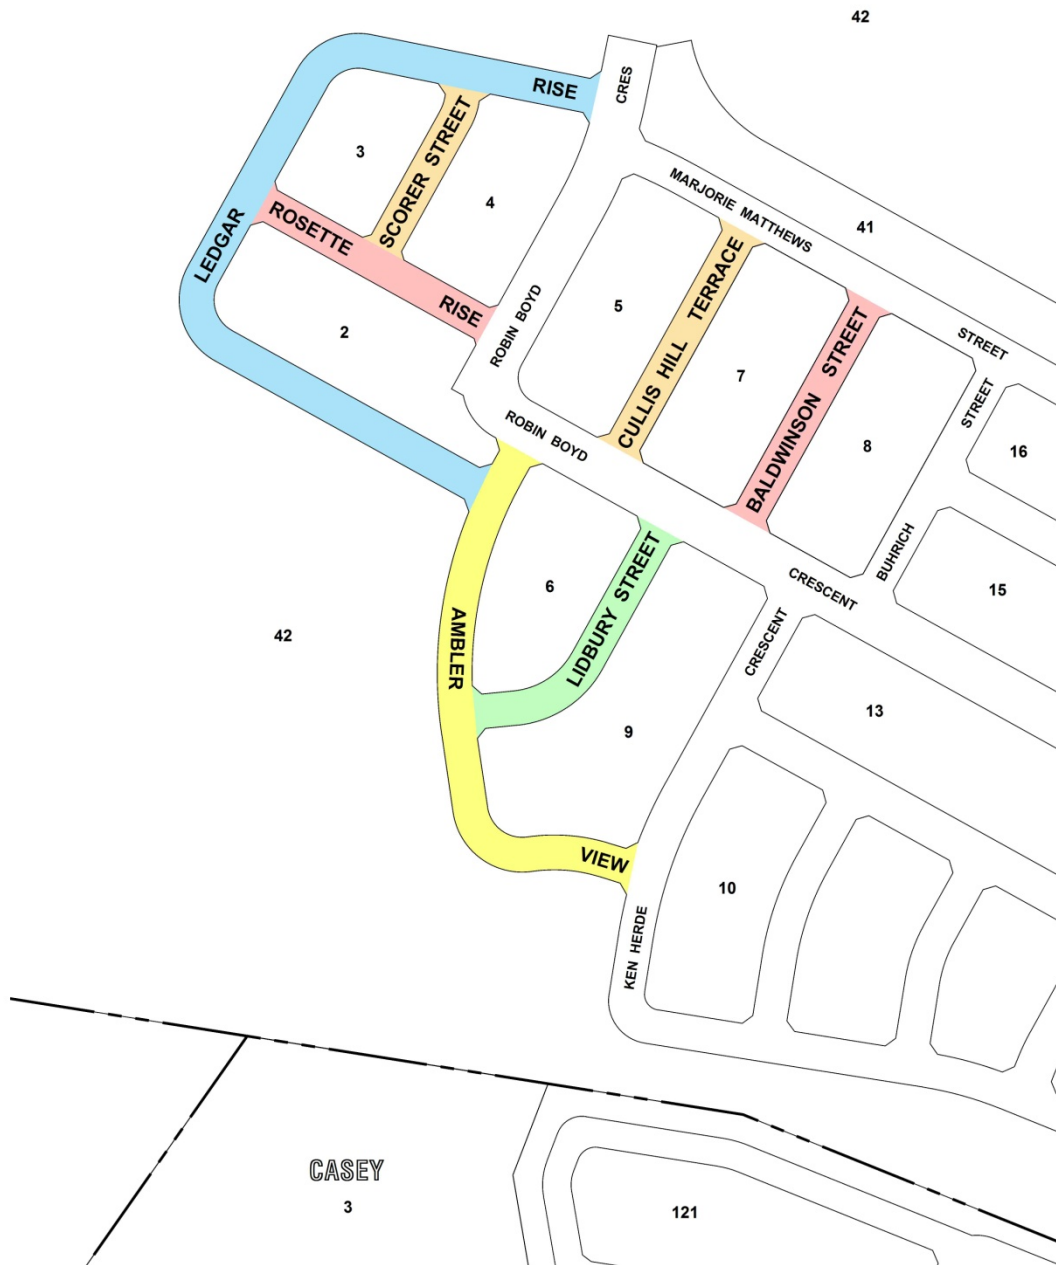 42
RISE
CRES
SCORER STREET
3
4
MARJORIE MATTHEWS
STREET
41
LEDGAR
ROSETTE
RISE
ROBIN BOYD
5
CULLIS HILL TERRACE
7
BALDWINSON STREET
8
STREET
BUHRICH
16
2
ROBIN BOYD
CRESCENT
15
6
LIDBURY STREET
AMBLER
VIEW
42
9
CRESCENT
KEN HERDE
13
10
CASEY
3
121